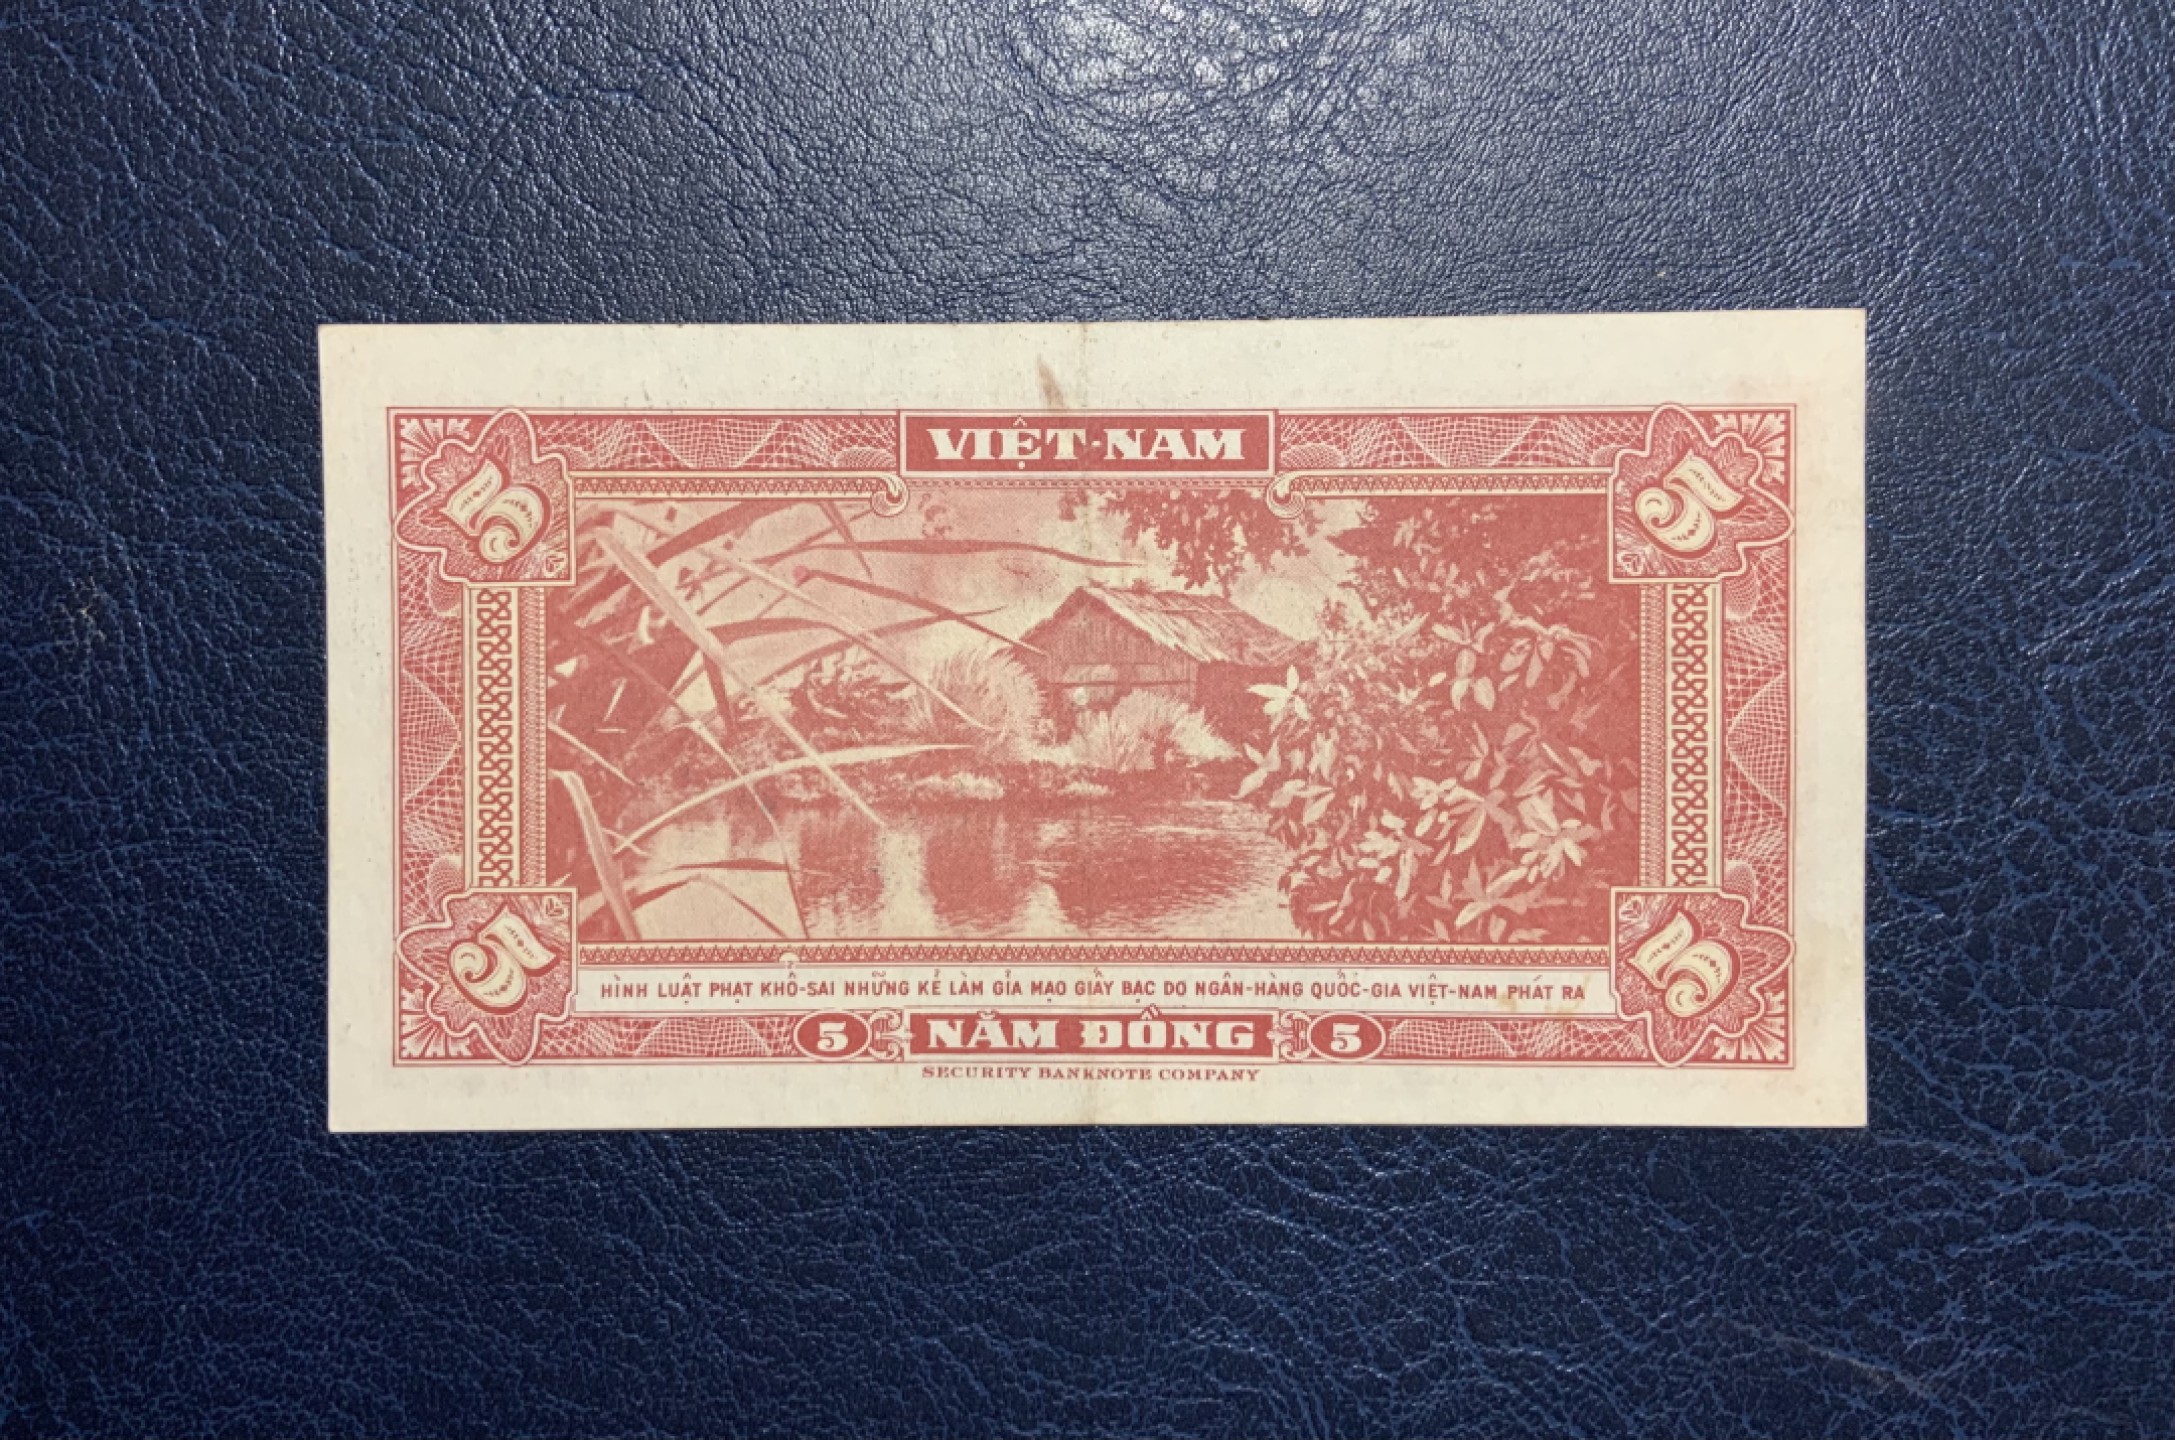 VIỆT-NAM
5 5
5 5
HÌNH LUẬT PHẠT KHỔ-SAI NHỮNG KẺ LÀM GIẢ MẠO GIẤY BẠC DO NGÂN-HÀNG QUỐC-GIA VIỆT-NAM PHÁT RA
5 NĂM ĐỒNG 5
SECURITY BANKNOTE COMPANY